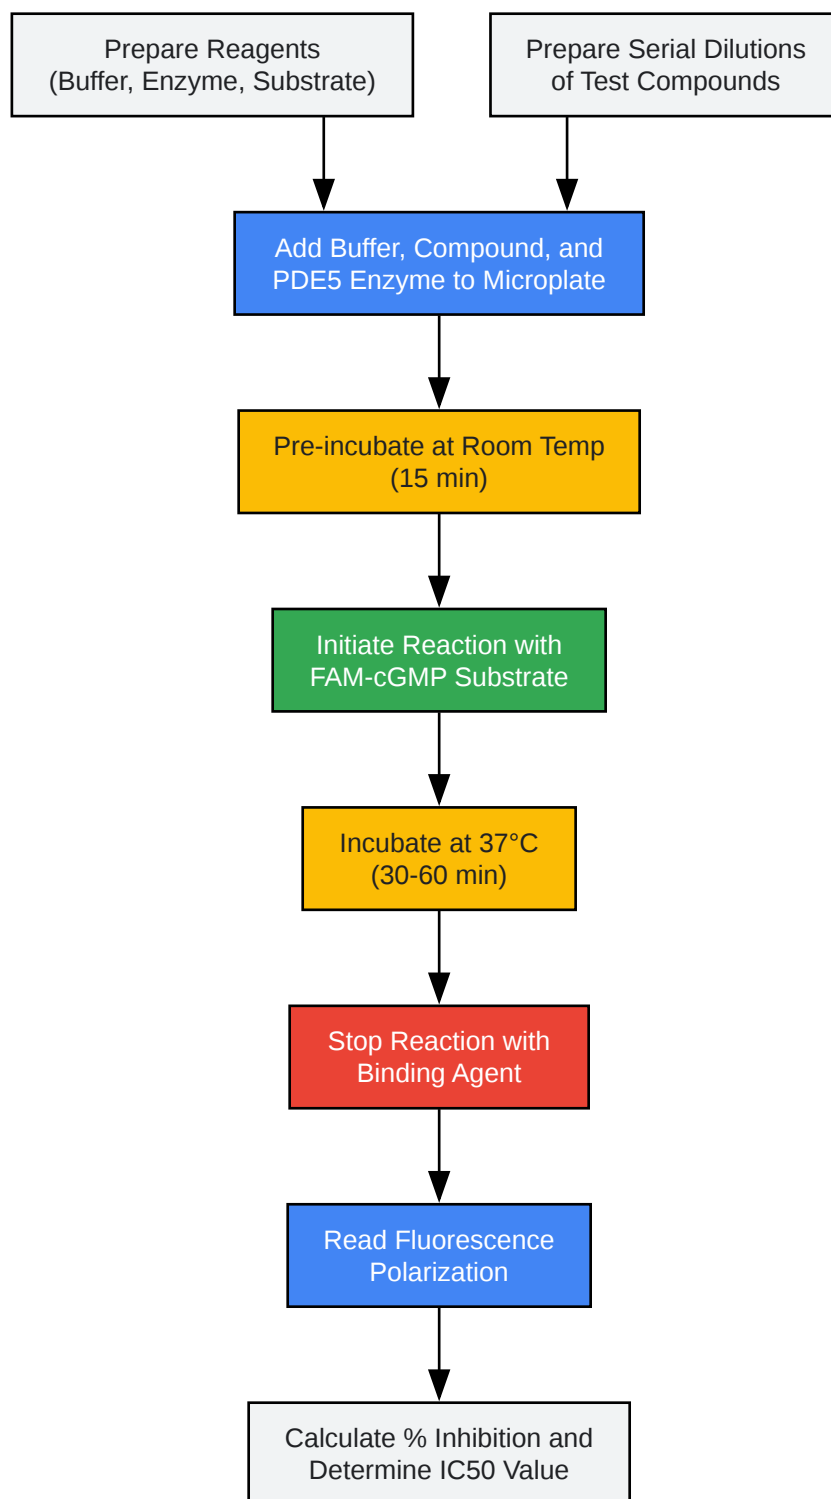 Prepare Reagents
(Buffer, Enzyme, Substrate)
Prepare Serial Dilutions
of Test Compounds
Add Buffer, Compound, and
PDE5 Enzyme to Microplate
Pre-incubate at Room Temp
(15 min)
Initiate Reaction with
FAM-cGMP Substrate
Incubate at 37°C
(30-60 min)
Stop Reaction with
Binding Agent
Read Fluorescence
Polarization
Calculate % Inhibition and
Determine IC50 Value